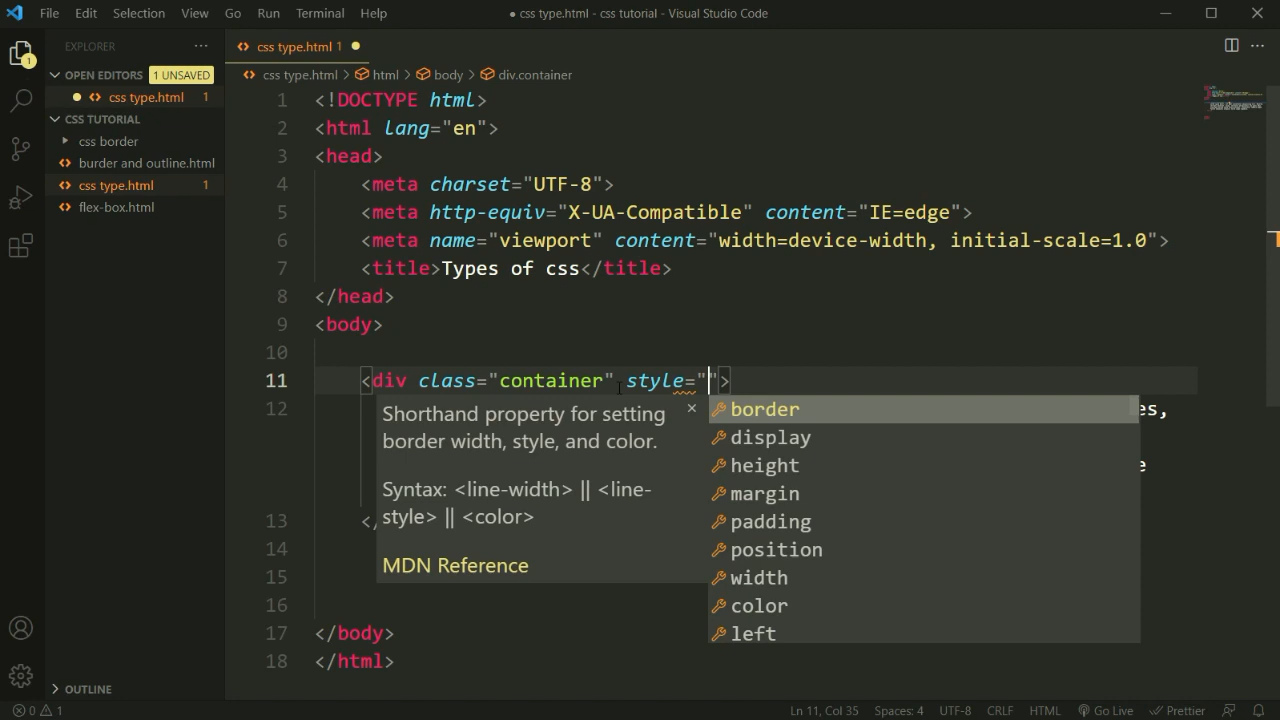 File Edit Selection View Go Run Terminal Help
● css type.html - css tutorial - Visual Studio Code
EXPLORER
OPEN EDITORS 1 UNSAVED
css type.html 1
CSS TUTORIAL
css border
burder and outline.html
css type.html 1
flex-box.html
OUTLINE
1
css type.html 1
css type.html > html > body > div.container
1 <!DOCTYPE html>
2 <html lang="en">
3 <head>
4 <meta charset="UTF-8">
5 <meta http-equiv="X-UA-Compatible" content="IE=edge">
6 <meta name="viewport" content="width=device-width, initial-scale=1.0">
7 <title>Types of css</title>
8 </head>
9 <body>
10
11 <div class="container" style="">
12 es,
e
13 </
14
15
16
17 </body>
18 </html>
Shorthand property for setting
border width, style, and color.
Syntax: <line-width> || <line-
style> || <color>
MDN Reference
border
display
height
margin
padding
position
width
color
left
0 1
Ln 11, Col 35 Spaces: 4 UTF-8 CRLF HTML Go Live Prettier